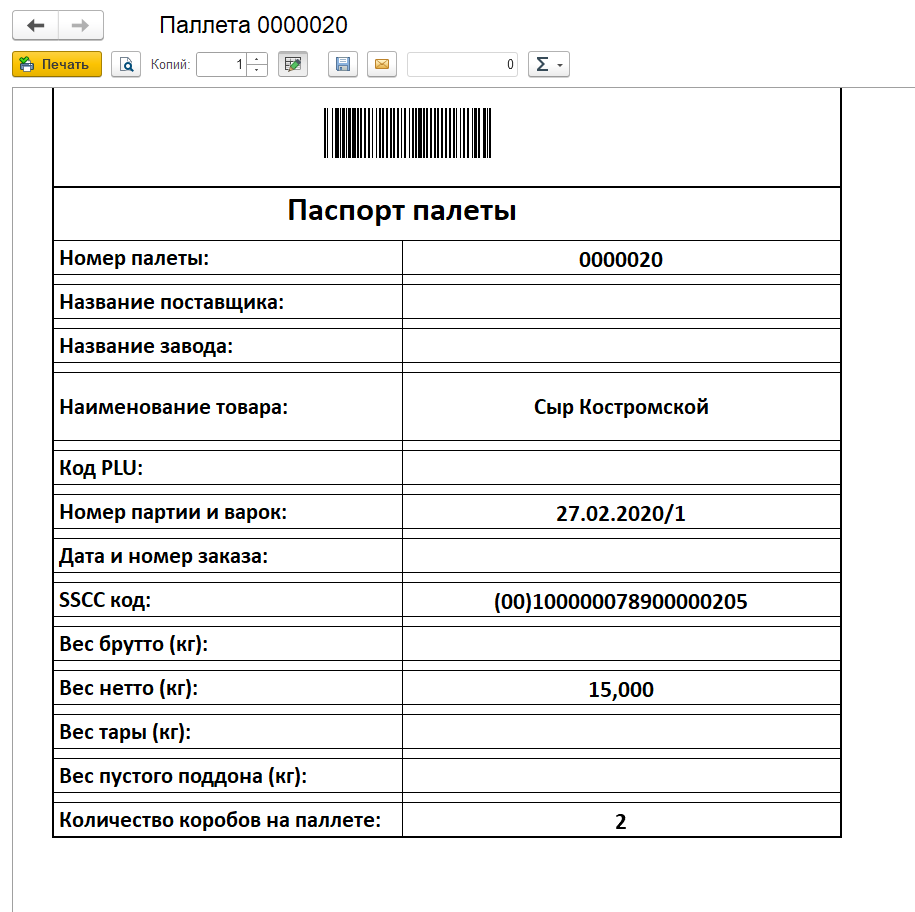 Паллета 0000020
Печать Копий: 1 0 Σ
Паспорт палеты
Номер палеты: 0000020
Название поставщика:
Название завода:
Наименование товара: Сыр Костромской
Код PLU:
Номер партии и варок: 27.02.2020/1
Дата и номер заказа:
SSCC код: (00)100000078900000205
Вес брутто (кг):
Вес нетто (кг): 15,000
Вес тары (кг):
Вес пустого поддона (кг):
Количество коробов на паллете: 2